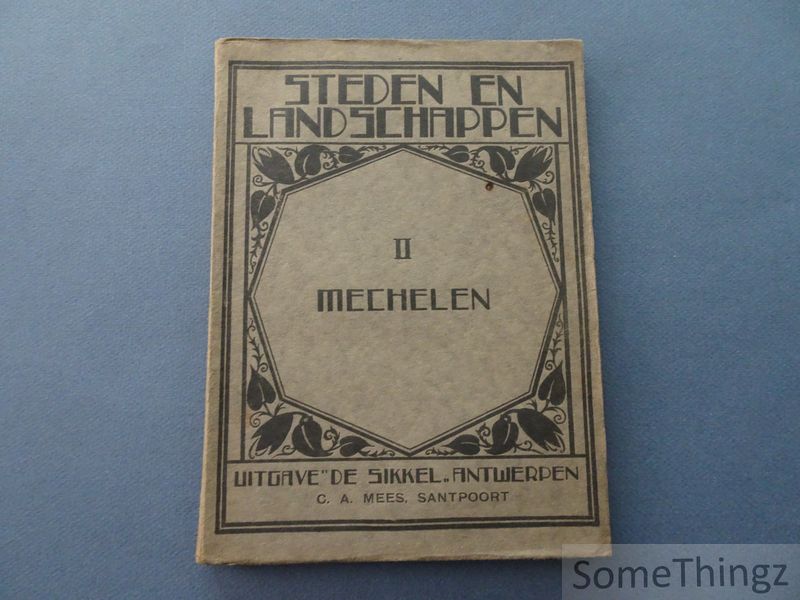 STEDEN EN
LANDSCHAPPEN
II
MECHELEN
UITGAVE "DE SIKKEL„ ANTWERPEN
C. A. MEES, SANTPOORT
SomeThingz